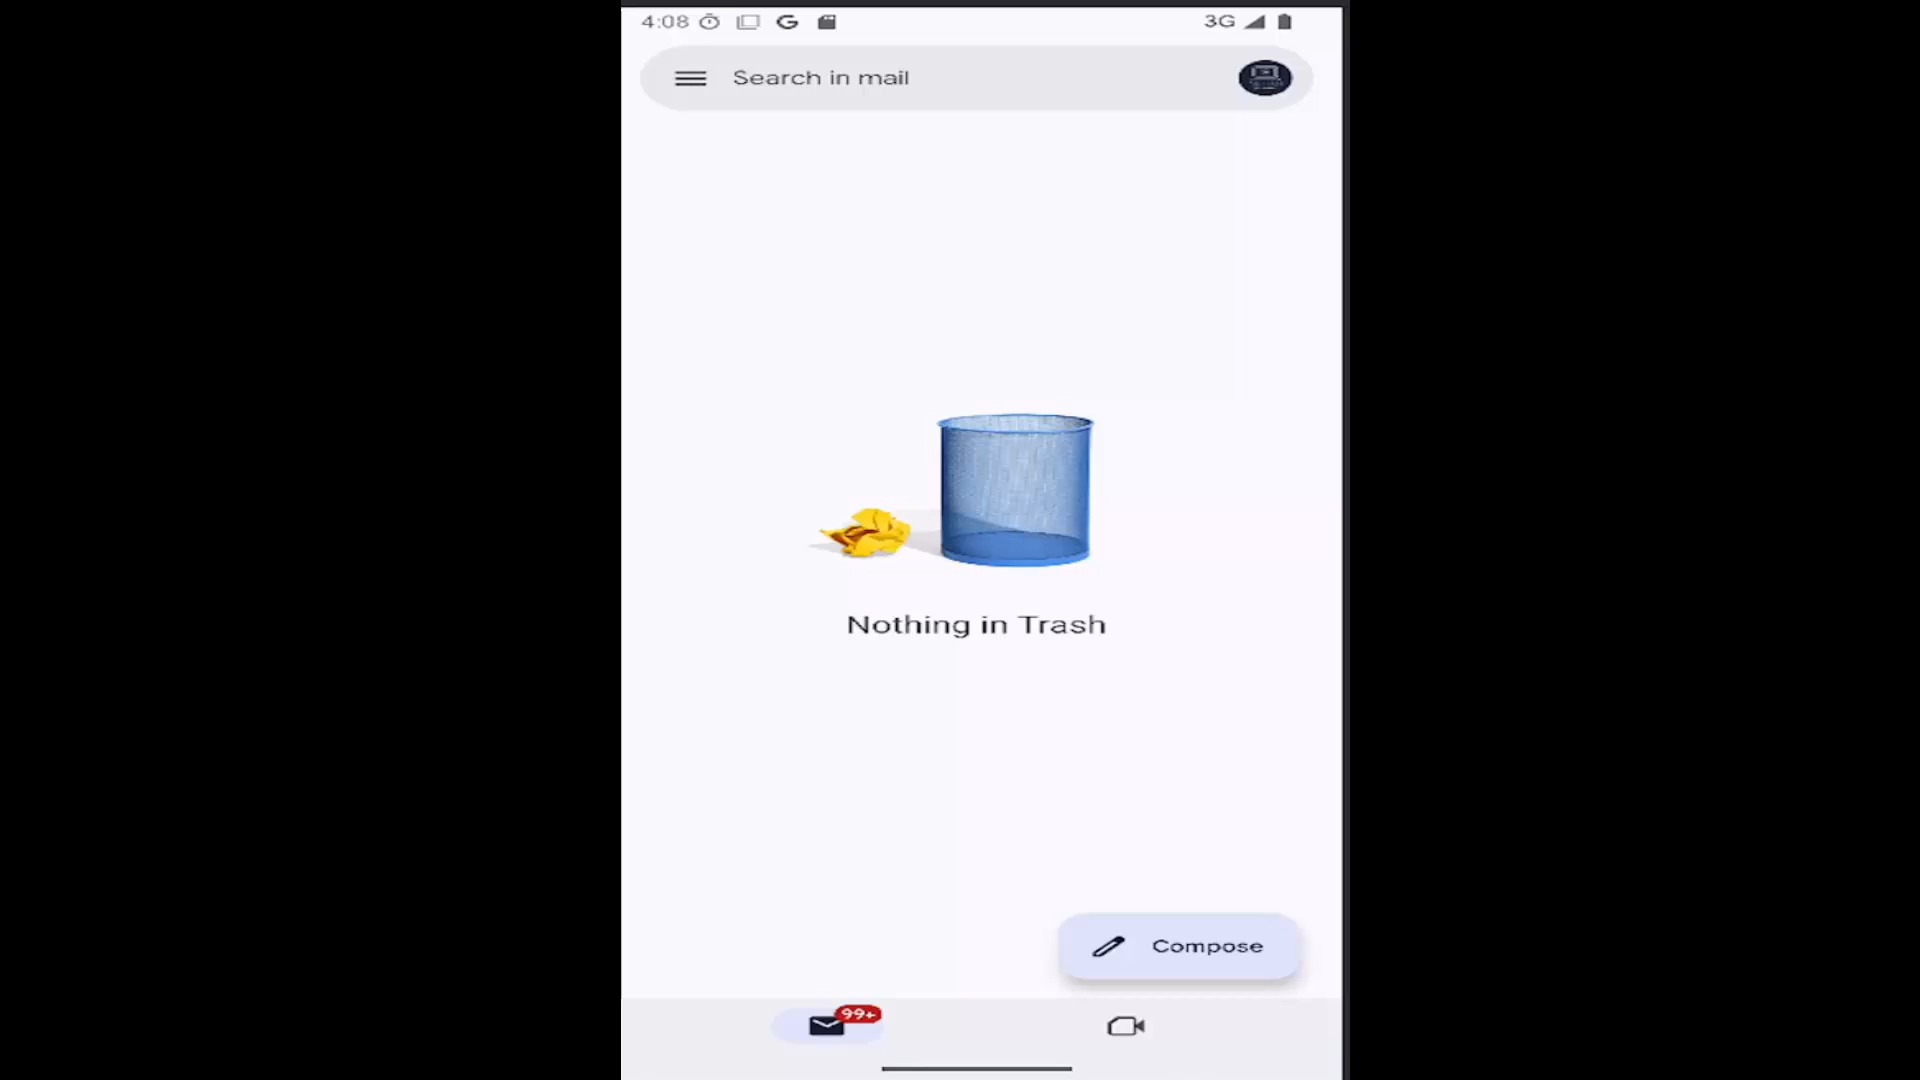 4:08 G 3G
Search in mail
Nothing in Trash
Compose
99+